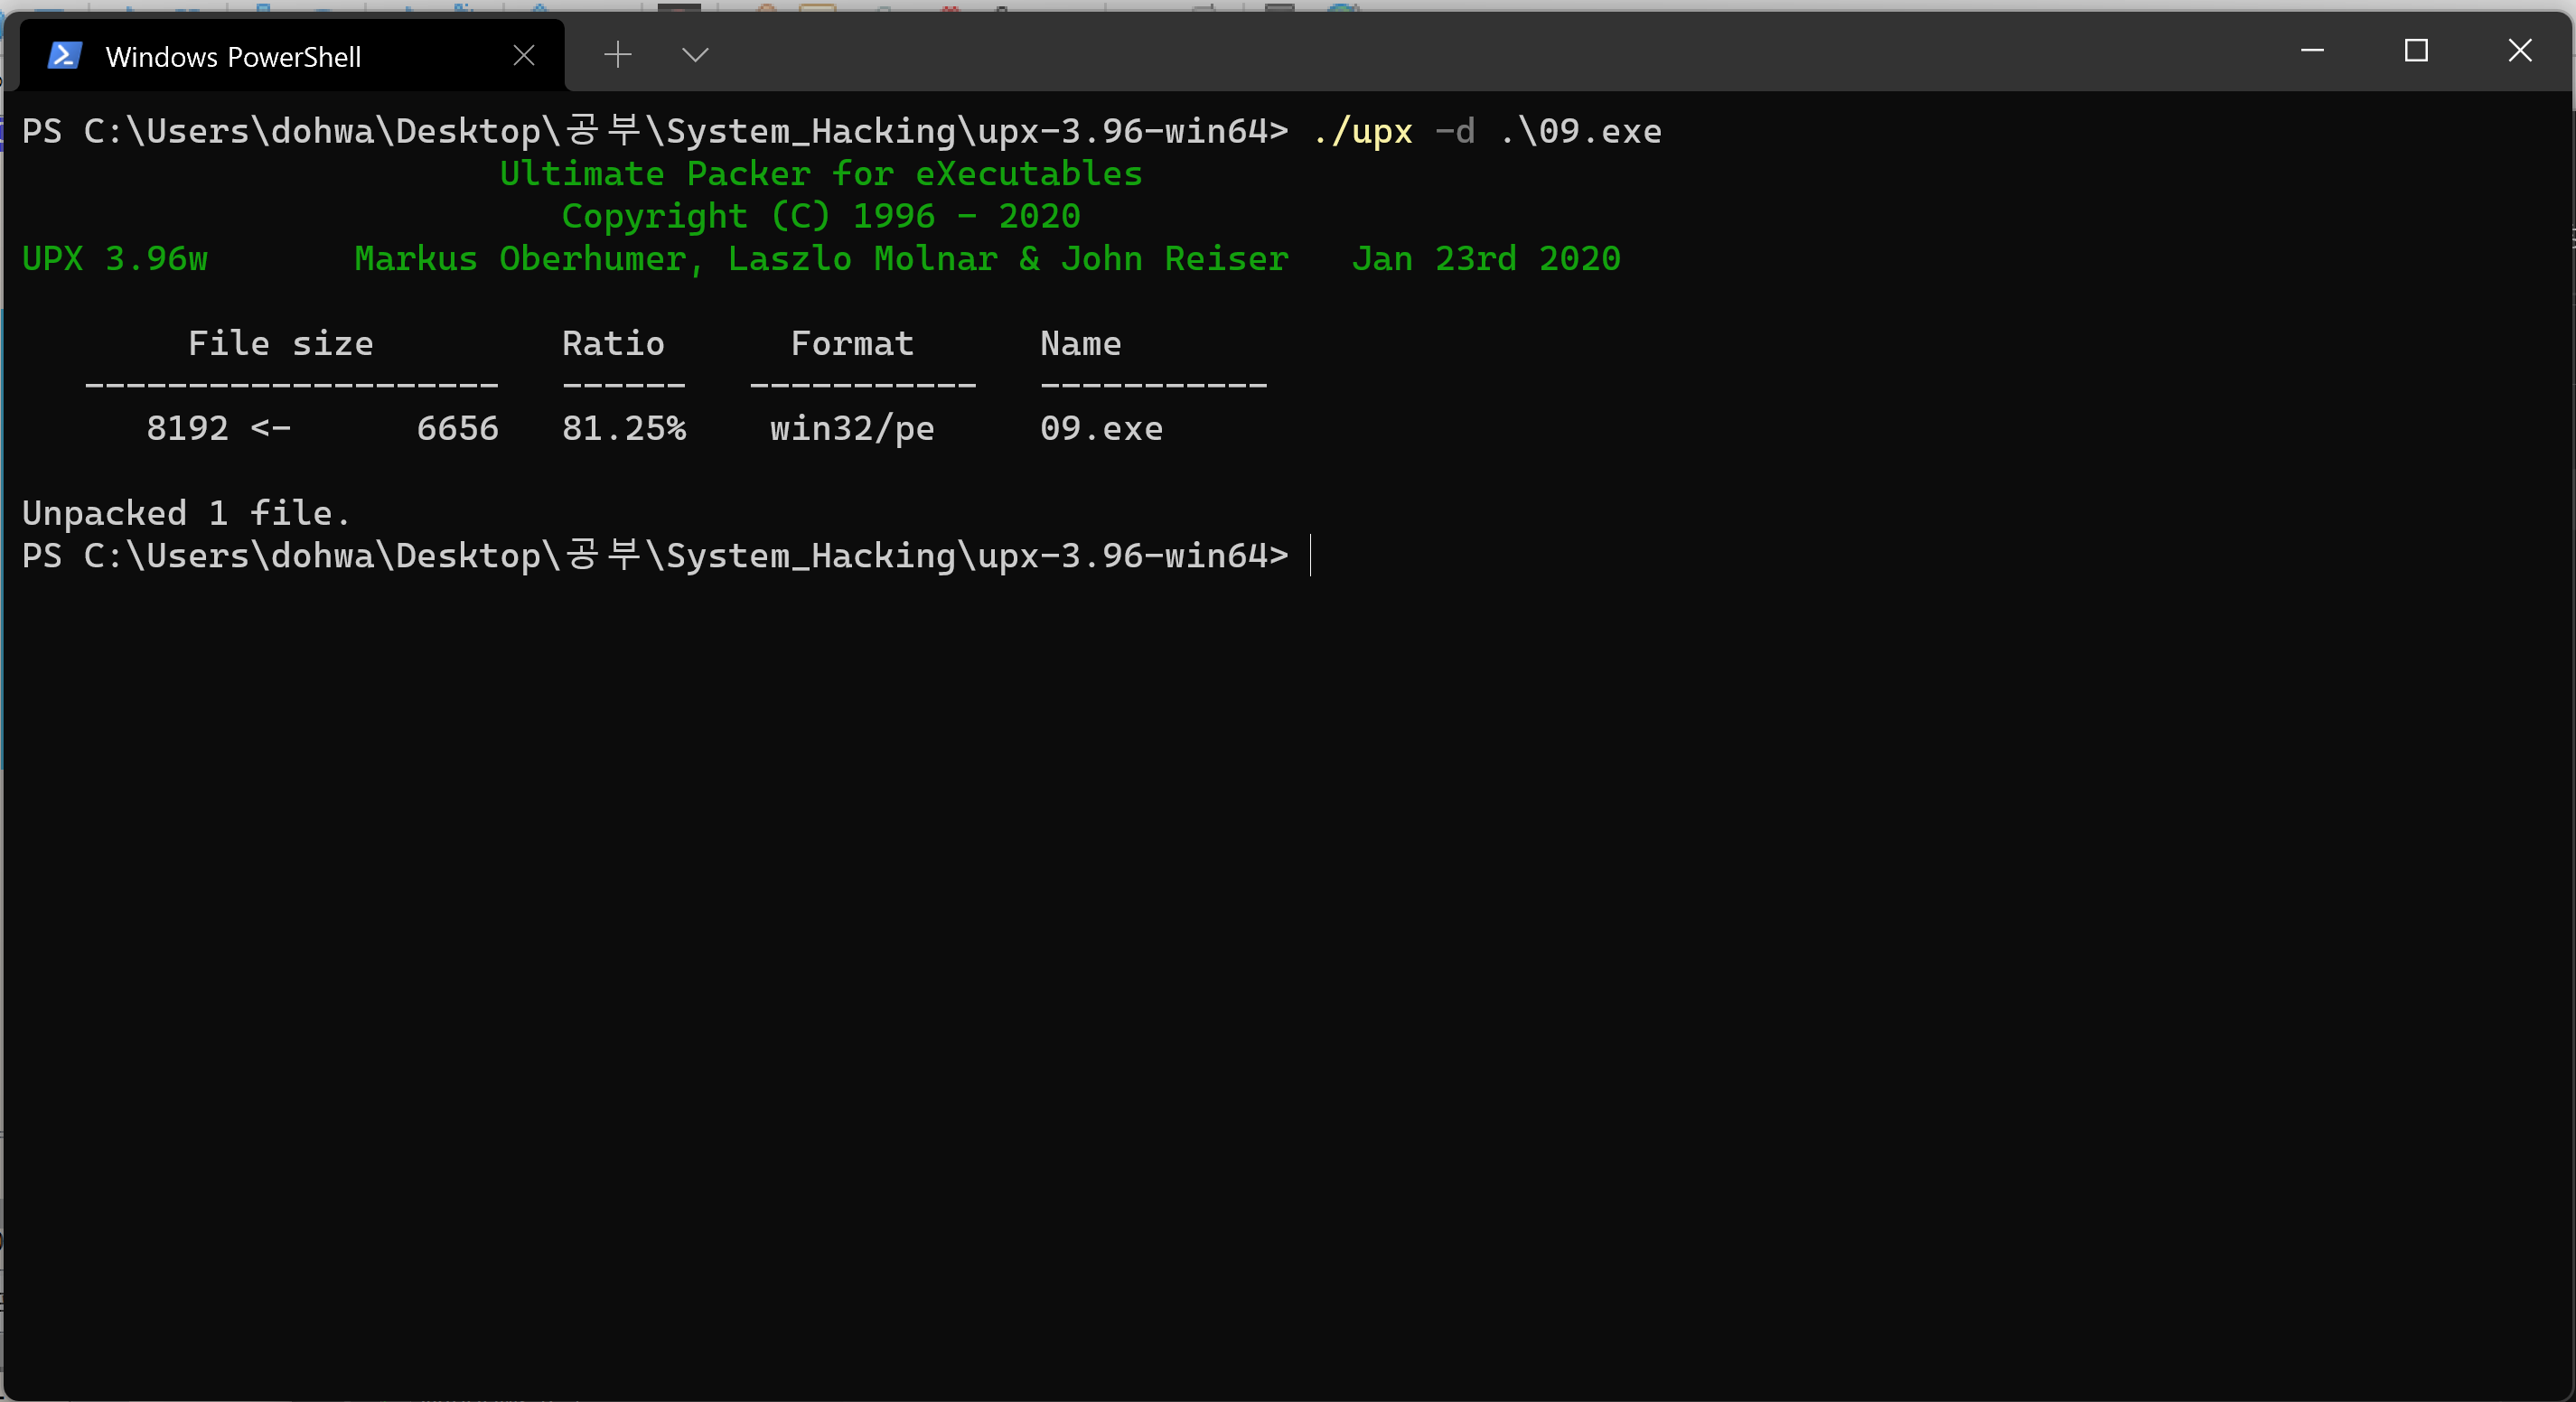 Windows PowerShell
PS C:\Users\dohwa\Desktop\공부\System_Hacking\upx-3.96-win64> ./upx -d .\09.exe
Ultimate Packer for eXecutables
Copyright (C) 1996 - 2020
UPX 3.96w Markus Oberhumer, Laszlo Molnar & John Reiser Jan 23rd 2020
File size Ratio Format Name
-------------------- ------ ----------- -----------
8192 <- 6656 81.25% win32/pe 09.exe
Unpacked 1 file.
PS C:\Users\dohwa\Desktop\공부\System_Hacking\upx-3.96-win64>